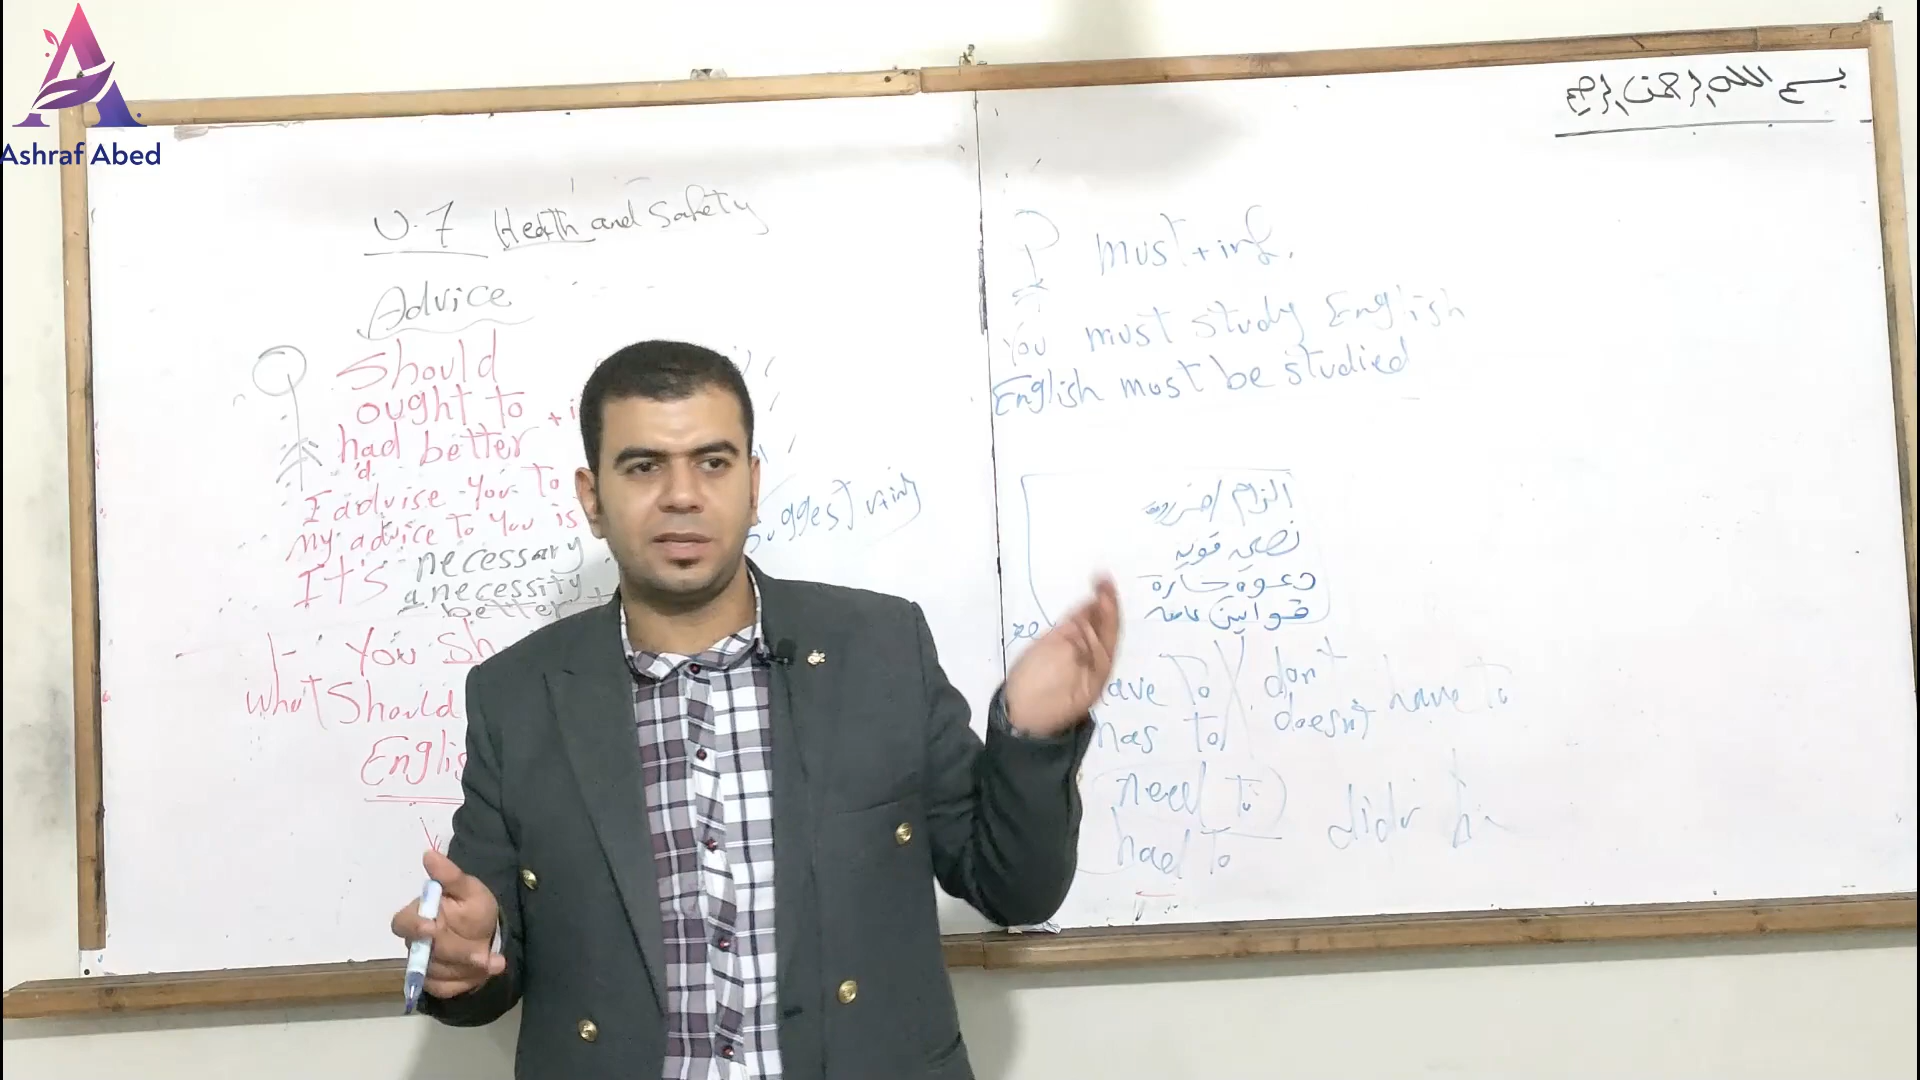 Ashraf Abed
بسم الله الرحمن الرحيم
U.7 Health and Safety
Advice
should
ought to
had better +
'd
I advise you to
my advice to you is
It's necessary
a necessity
better +
suggest v+ing
You sh
What should
Englis
must + inf.
You must study English
English must be studied
الزام / ضرورة
نصيحة قوية
دعوة حارة
قوانين عامة
have to
don't
has to
doesn't have to
need to
had to